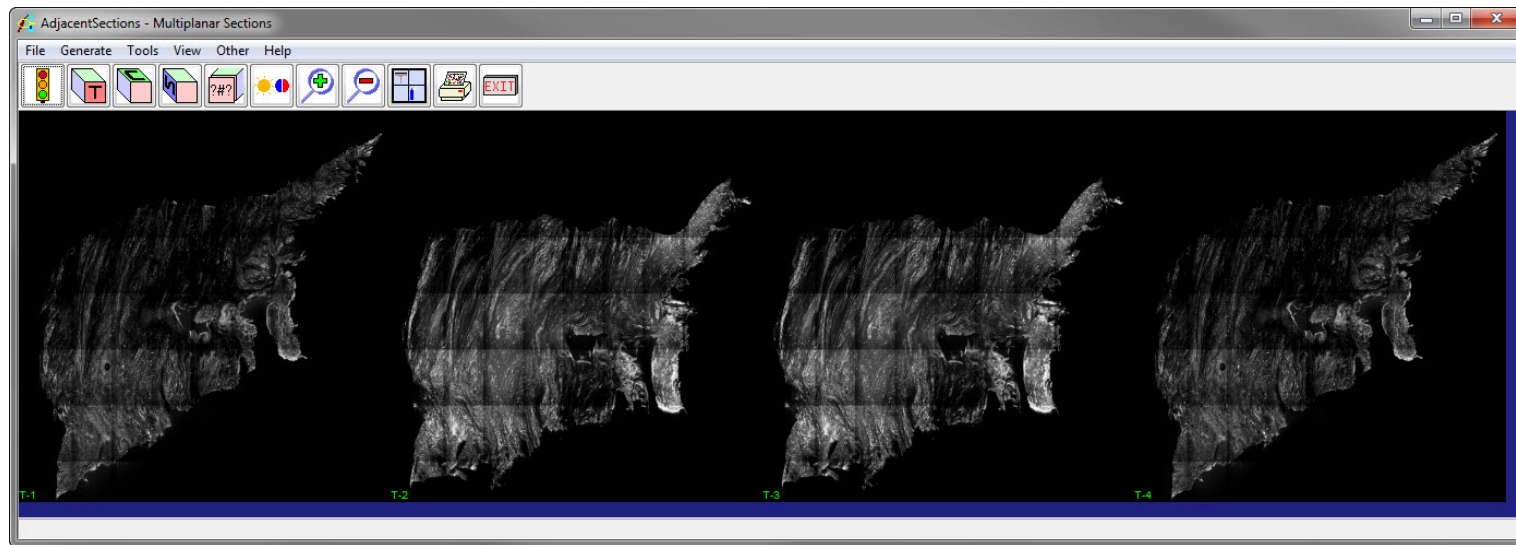 AdjacentSections - Multiplanar Sections
File Generate Tools View Other Help
T ?#? T EXIT
T-1 T-2 T-3 T-4